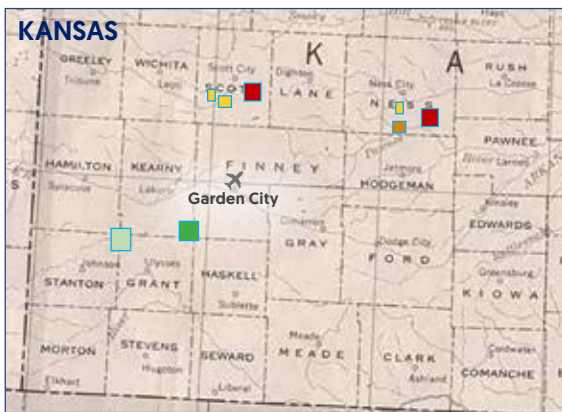 KANSAS
K
A
GREELEY
Tribune
WICHITA
Leoti
Scott City
SCOTT
Dighton
LANE
Ness City
NESS
RUSH
La Crosse
PAWNEE
Larned
HAMILTON
Syracuse
KEARNY
Lakin
FINNEY
Garden City
Jetmore
HODGEMAN
Kinsley
EDWARDS
Cimarron
GRAY
Dodge City
FORD
Greensburg
KIOWA
Johnson
STANTON
Ulysses
GRANT
HASKELL
Sublette
MORTON
Elkhart
STEVENS
Hugoton
SEWARD
Liberal
Meade
MEADE
CLARK
Ashland
Coldwater
COMANCHE